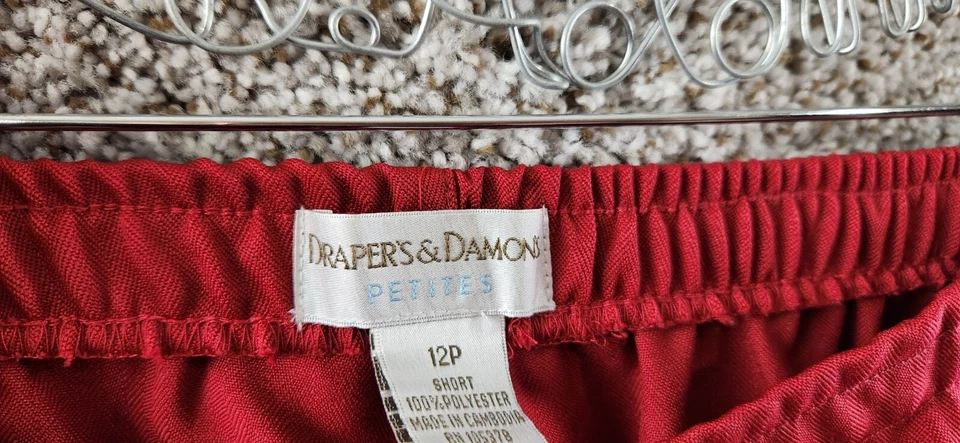 DRAPER'S & DAMON'S
PETITES
12P
SHORT
100% POLYESTER
MADE IN CAMBODIA